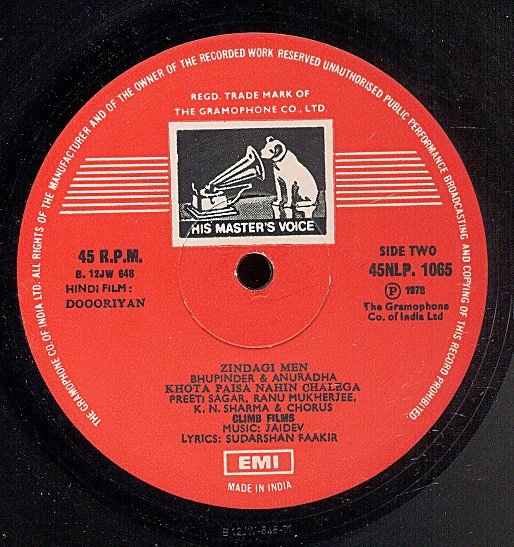 THE GRAMOPHONE CO. OF INDIA LTD. ALL RIGHTS OF THE MANUFACTURER AND OF THE OWNER OF THE RECORDED WORK RESERVED UNAUTHORISED PUBLIC PERFORMANCE BROADCASTING AND COPYING OF THIS RECORD PROHIBITED
REGD. TRADE MARK OF
THE GRAMOPHONE CO., LTD.
HIS MASTER'S VOICE
45 R.P.M.
B. 12JW 648
HINDI FILM :
DOOORIYAN
SIDE TWO
45NLP. 1065
℗ 1978
The Gramophone
Co. of India Ltd
ZINDAGI MEN
BHUPINDER & ANURADHA
KHOTA PAISA NAHIN CHALEGA
PREETI SAGAR, RANU MUKHERJEE,
K. N. SHARMA & CHORUS
CLIMB FILMS
MUSIC: JAIDEV
LYRICS: SUDARSHAN FAAKIR
EMI
MADE IN INDIA